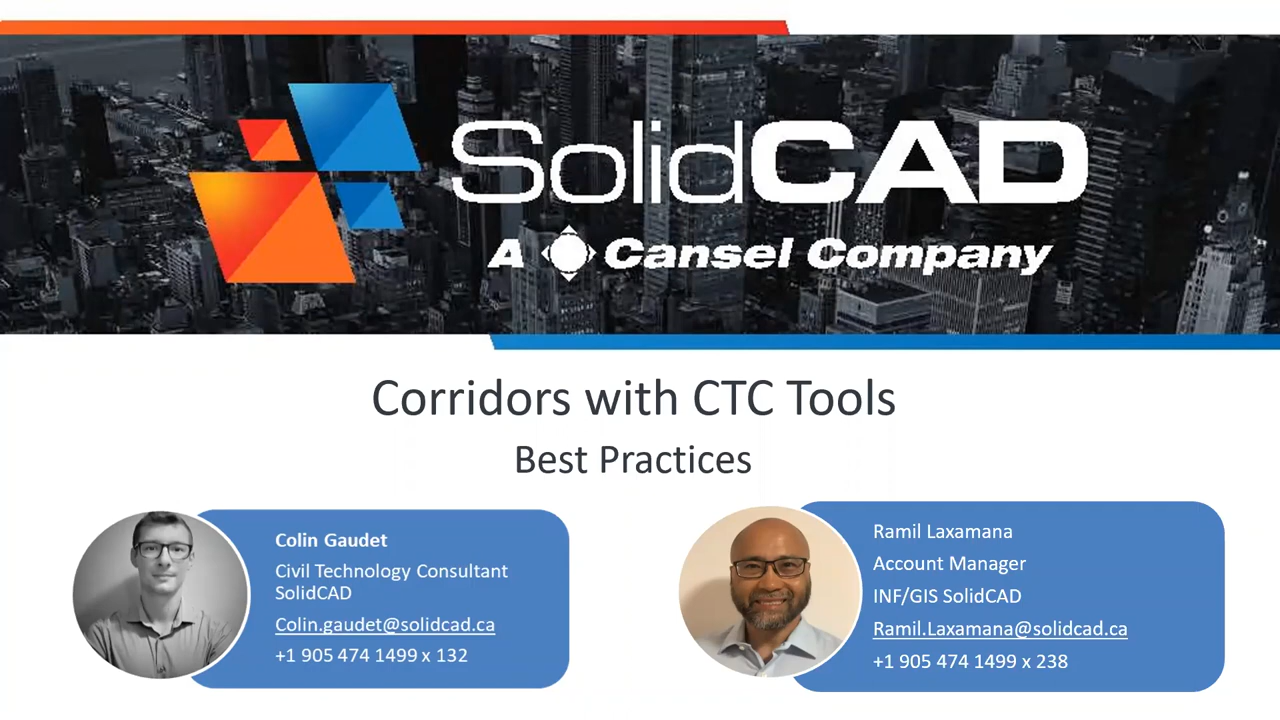 SolidCAD
A Cansel Company
Corridors with CTC Tools
Best Practices
Colin Gaudet
Civil Technology Consultant
SolidCAD
Colin.gaudet@solidcad.ca
+1 905 474 1499 x 132
Ramil Laxamana
Account Manager
INF/GIS SolidCAD
Ramil.Laxamana@solidcad.ca
+1 905 474 1499 x 238